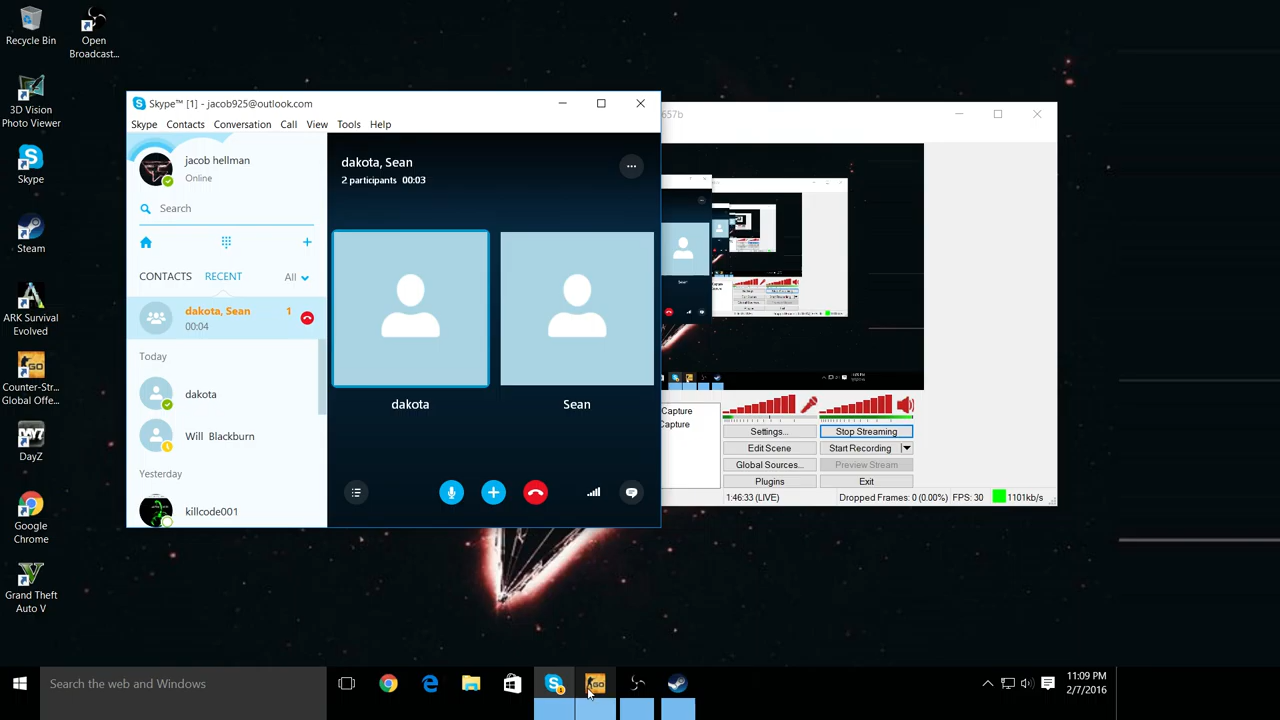 Recycle Bin
Open
Broadcast...
3D Vision
Photo Viewer
Skype
Steam
ARK Survival
Evolved
Counter-Str...
Global Offe...
DayZ
Google
Chrome
Grand Theft
Auto V
Skype™ [1] - jacob925@outlook.com
Skype Contacts Conversation Call View Tools Help
jacob hellman
Online
Search
CONTACTS RECENT All
dakota, Sean 1
00:04
Today
dakota
Will Blackburn
Yesterday
killcode001
dakota, Sean
2 participants 00:03
dakota Sean
657b
Sean
Capture
Capture
Settings... Stop Streaming
Edit Scene Start Recording
Global Sources... Preview Stream
Plugins Exit
1:46:33 (LIVE) Dropped Frames: 0 (0.00%) FPS: 30 1101kb/s
Search the web and Windows
GO
11:09 PM
2/7/2016